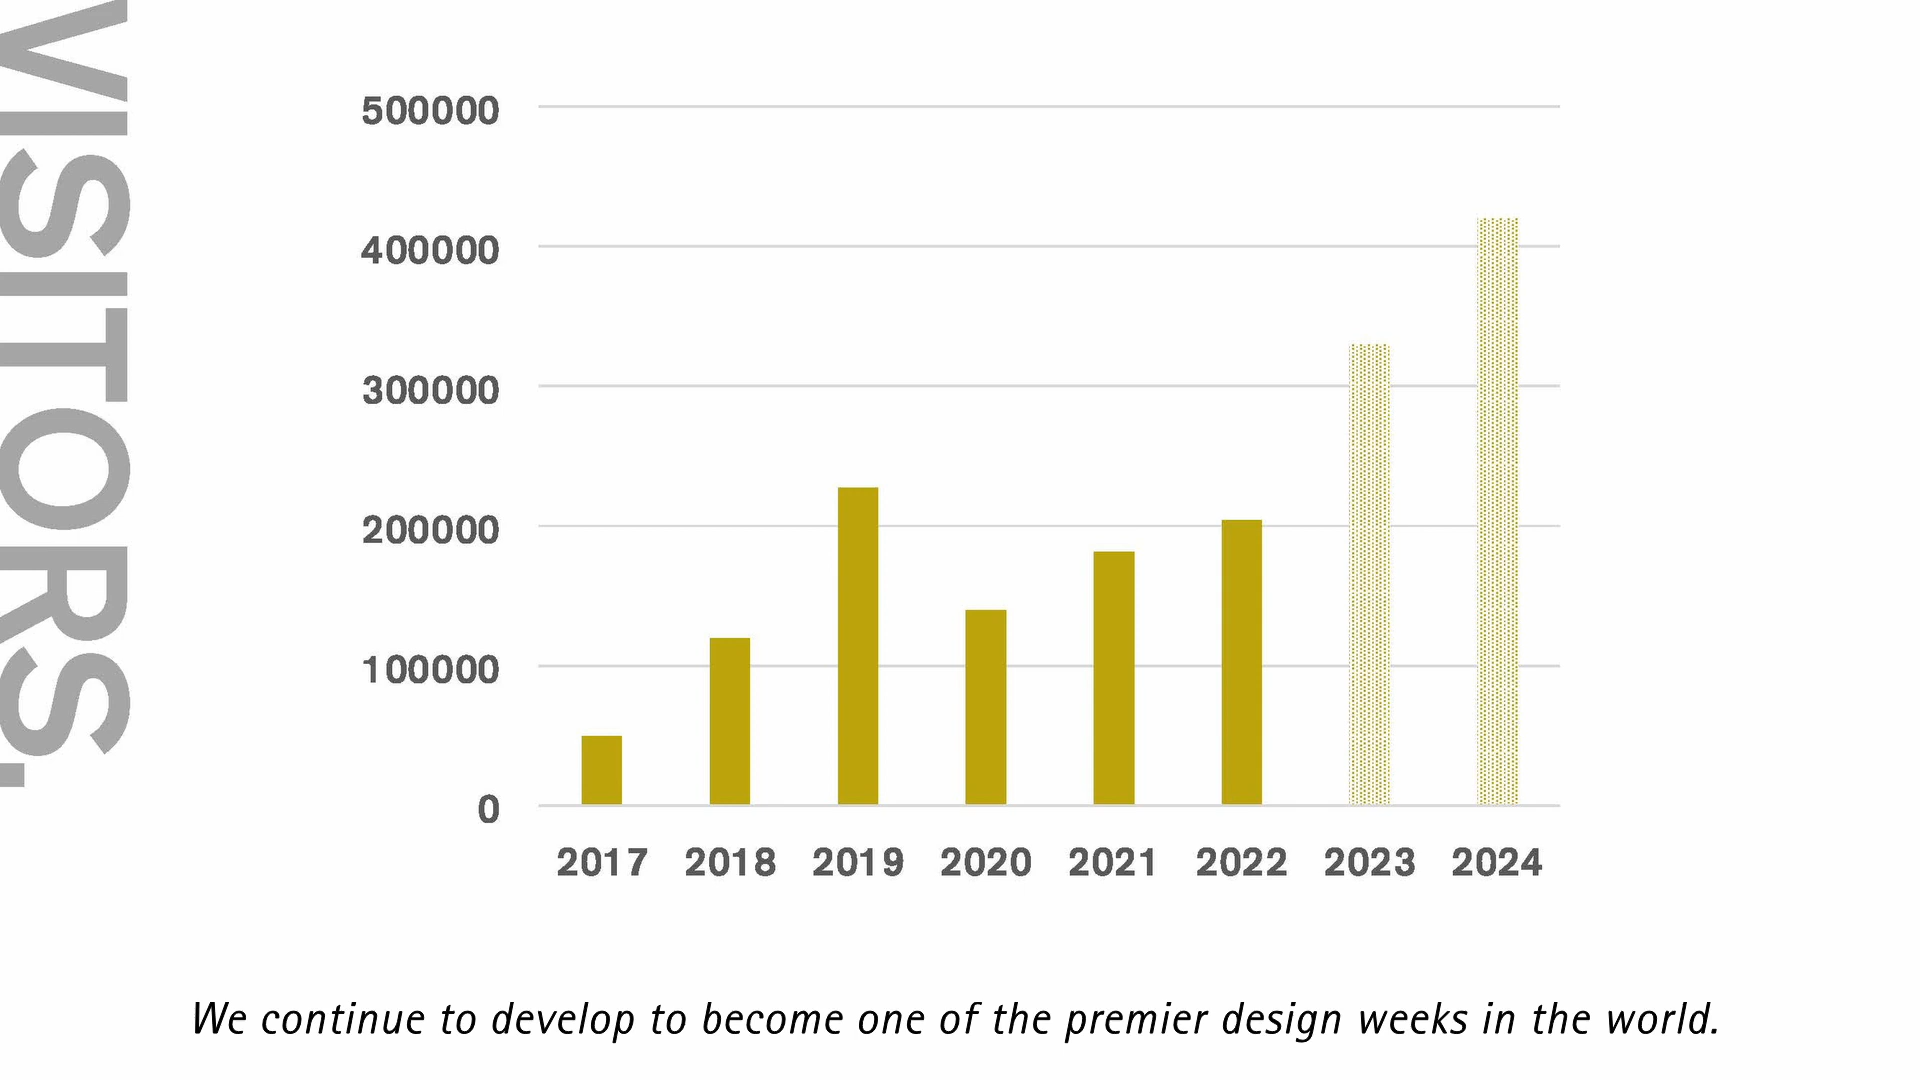 VISITORS.
500000
400000
300000
200000
100000
0
2017 2018 2019 2020 2021 2022 2023 2024
We continue to develop to become one of the premier design weeks in the world.